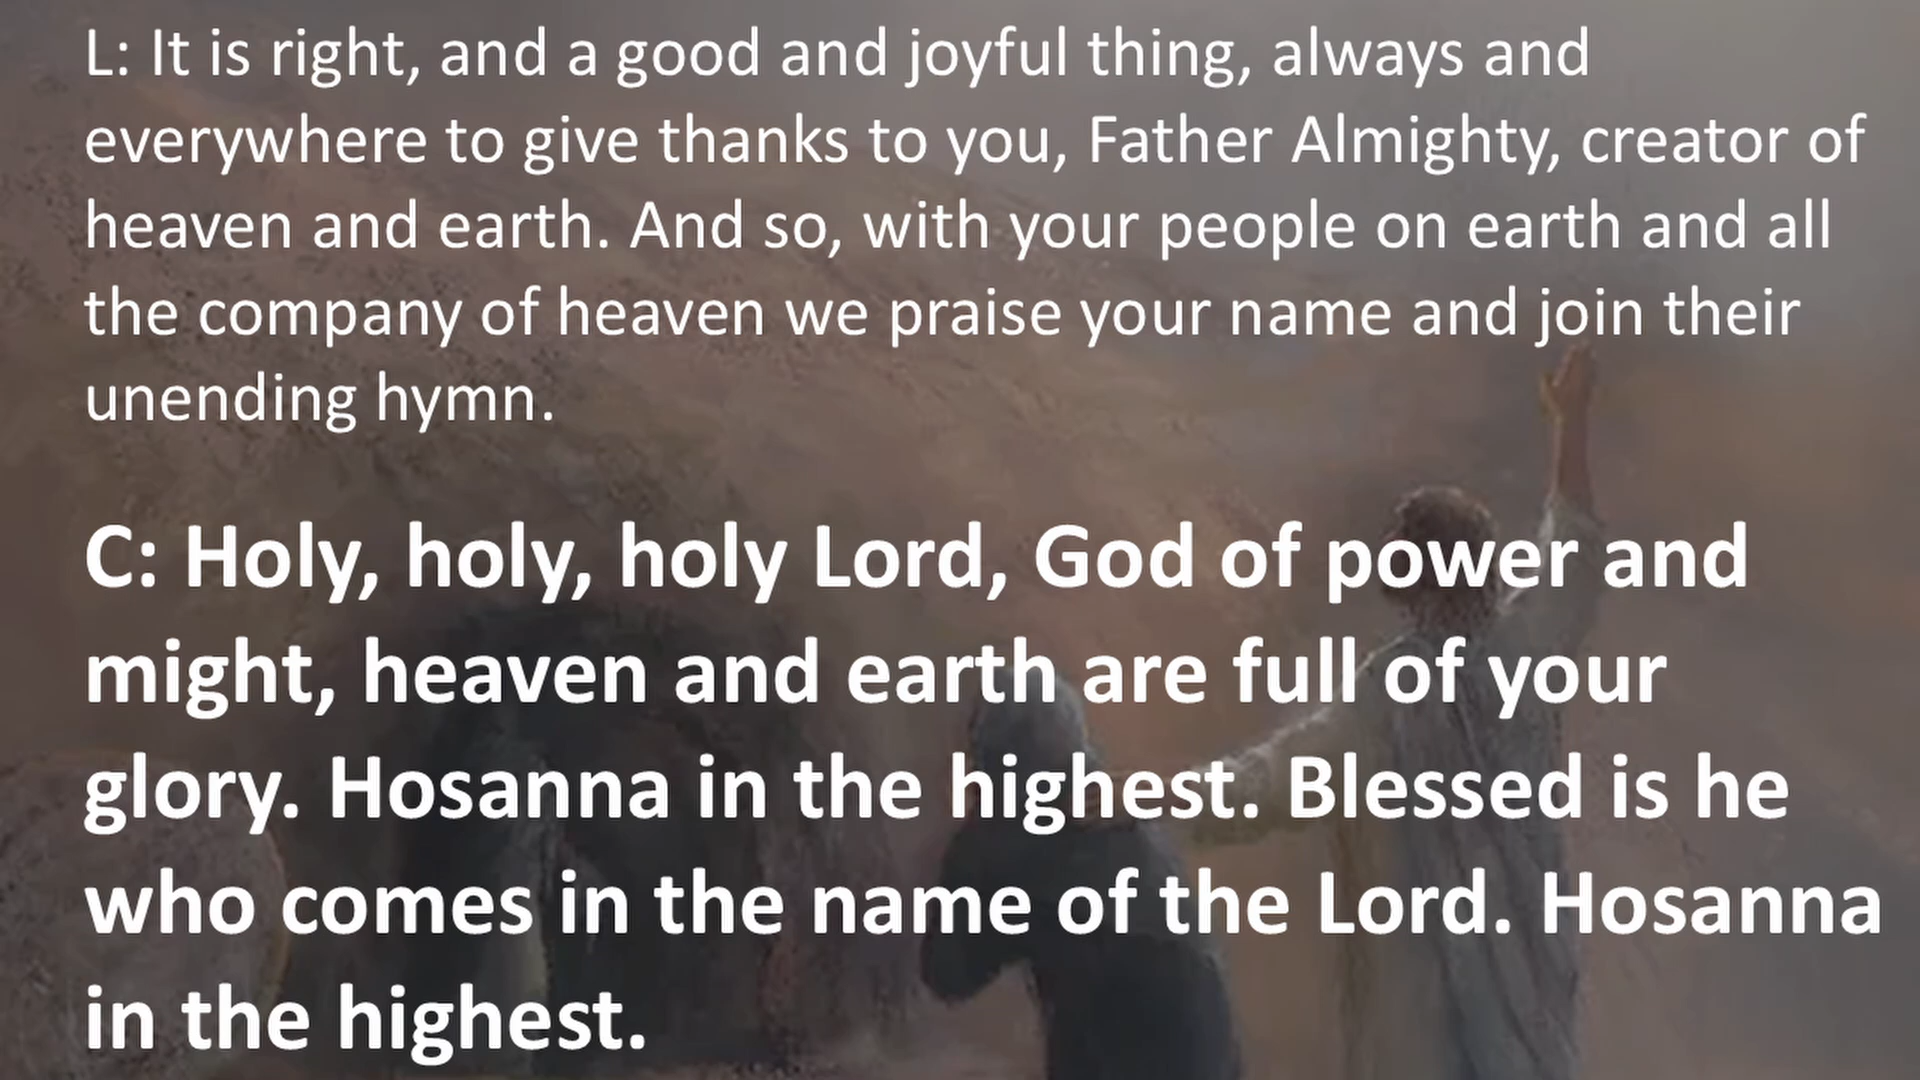 L: It is right, and a good and joyful thing, always and
everywhere to give thanks to you, Father Almighty, creator of
heaven and earth. And so, with your people on earth and all
the company of heaven we praise your name and join their
unending hymn.
C: Holy, holy, holy Lord, God of power and
might, heaven and earth are full of your
glory. Hosanna in the highest. Blessed is he
who comes in the name of the Lord. Hosanna
in the highest.